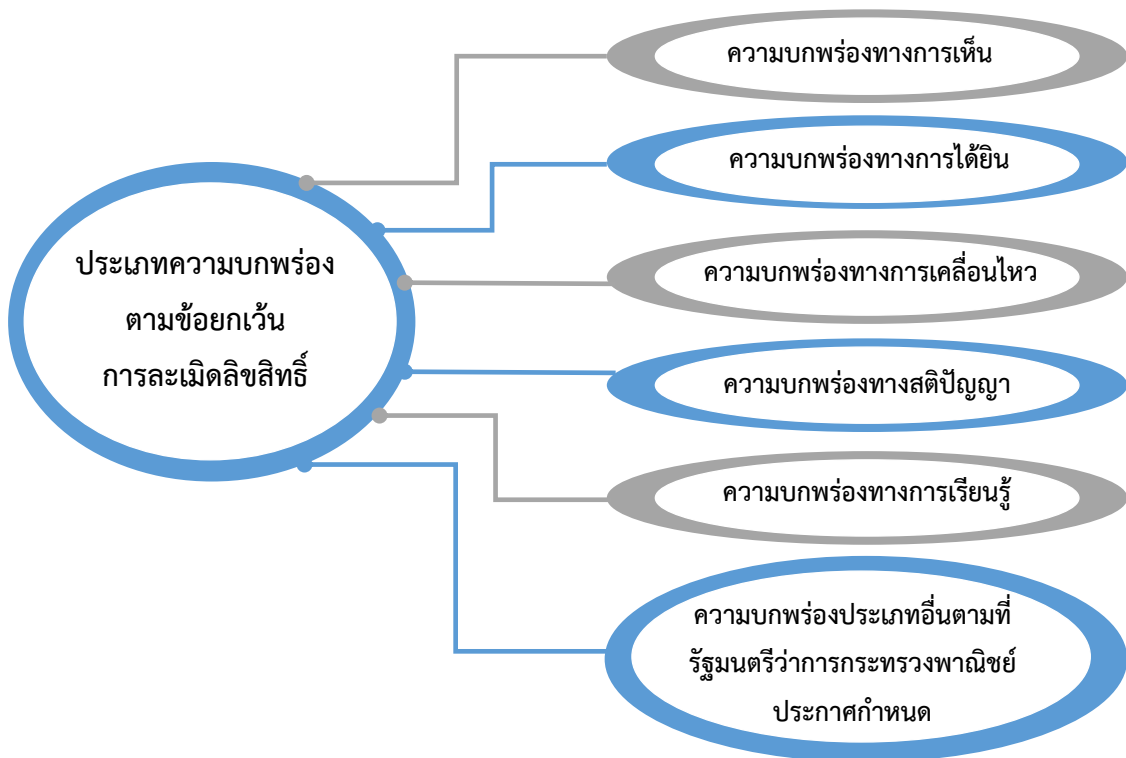 ประเภทความบกพร่อง
ตามข้อยกเว้น
การละเมิดลิขสิทธิ์
ความบกพร่องทางการเห็น
ความบกพร่องทางการได้ยิน
ความบกพร่องทางการเคลื่อนไหว
ความบกพร่องทางสติปัญญา
ความบกพร่องทางการเรียนรู้
ความบกพร่องประเภทอื่นตามที่
รัฐมนตรีว่าการกระทรวงพาณิชย์
ประกาศกำหนด